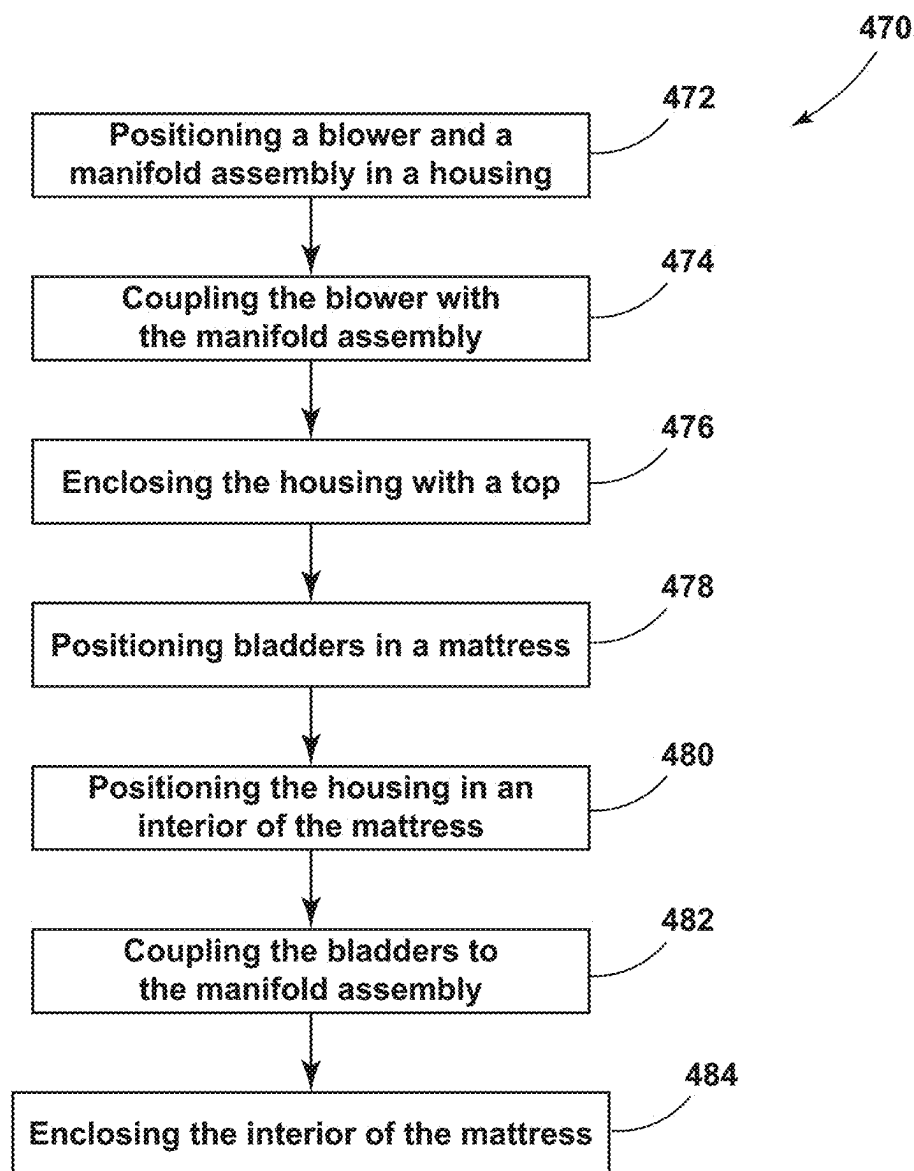 470
472
Positioning a blower and a
manifold assembly in a housing
474
Coupling the blower with
the manifold assembly
476
Enclosing the housing with a top
478
Positioning bladders in a mattress
480
Positioning the housing in an
interior of the mattress
482
Coupling the bladders to
the manifold assembly
484
Enclosing the interior of the mattress